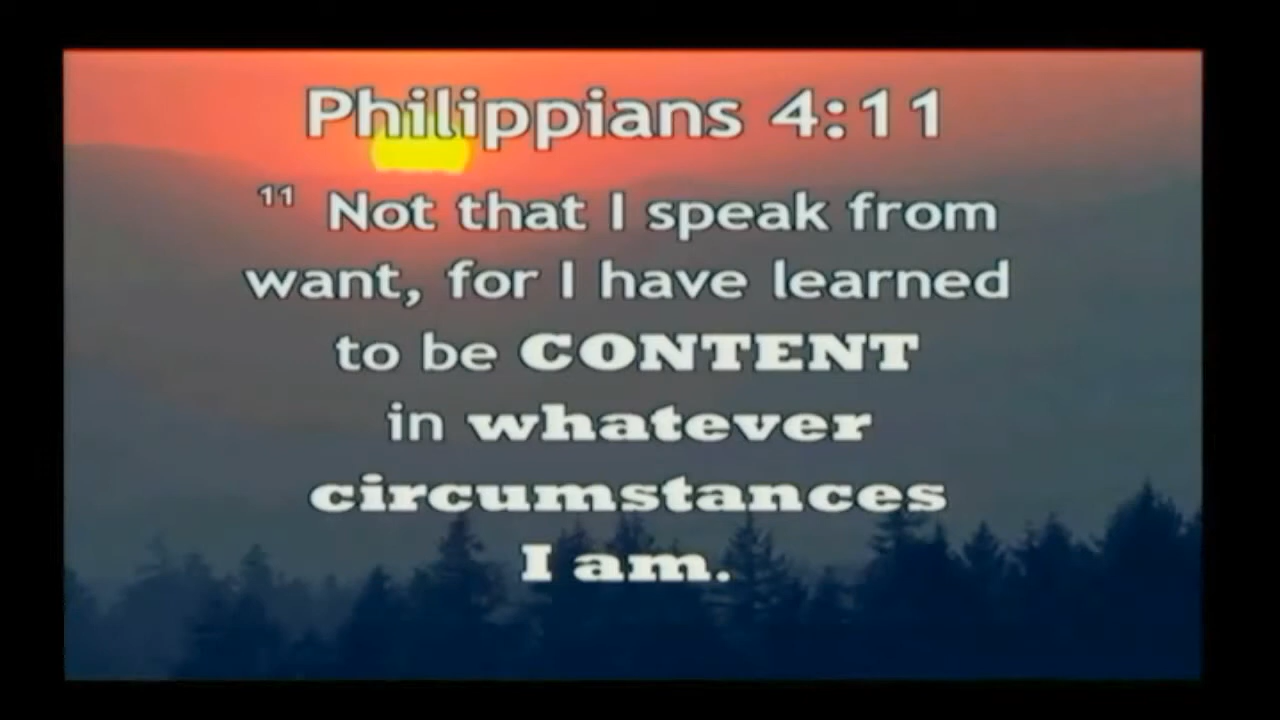 Philippians 4:11
11 Not that I speak from
want, for I have learned
to be CONTENT
in whatever
circumstances
I am.